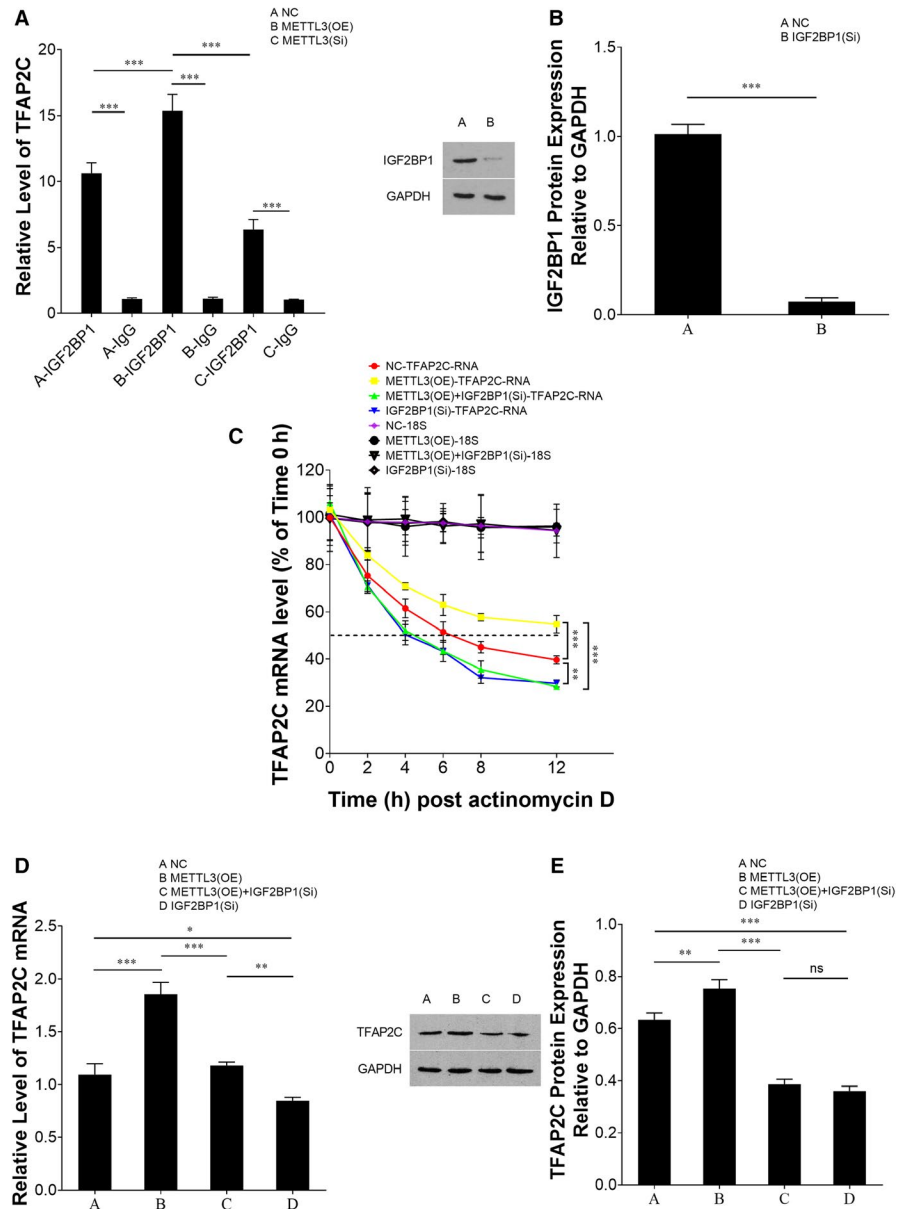 A
A NC
B METTL3(OE)
C METTL3(Si)
Relative Level of TFAP2C
20
15
10
5
0
***
***
***
***
***
A-IGF2BP1
A-IgG
B-IGF2BP1
B-IgG
C-IGF2BP1
C-IgG
A B
IGF2BP1
GAPDH
B
A NC
B IGF2BP1(Si)
IGF2BP1 Protein Expression
Relative to GAPDH
1.5
1.0
0.5
0.0
***
A B
C
NC-TFAP2C-RNA
METTL3(OE)-TFAP2C-RNA
METTL3(OE)+IGF2BP1(Si)-TFAP2C-RNA
IGF2BP1(Si)-TFAP2C-RNA
NC-18S
METTL3(OE)-18S
METTL3(OE)+IGF2BP1(Si)-18S
IGF2BP1(Si)-18S
TFAP2C mRNA level (% of Time 0 h)
120
100
80
60
40
20
0
***
**
***
0 2 4 6 8 12
Time (h) post actinomycin D
D
A NC
B METTL3(OE)
C METTL3(OE)+IGF2BP1(Si)
D IGF2BP1(Si)
Relative Level of TFAP2C mRNA
2.5
2.0
1.5
1.0
0.5
0.0
*
***
***
**
A B C D
A B C D
TFAP2C
GAPDH
E
A NC
B METTL3(OE)
C METTL3(OE)+IGF2BP1(Si)
D IGF2BP1(Si)
TFAP2C Protein Expression
Relative to GAPDH
1.0
0.8
0.6
0.4
0.2
0.0
***
**
***
ns
A B C D